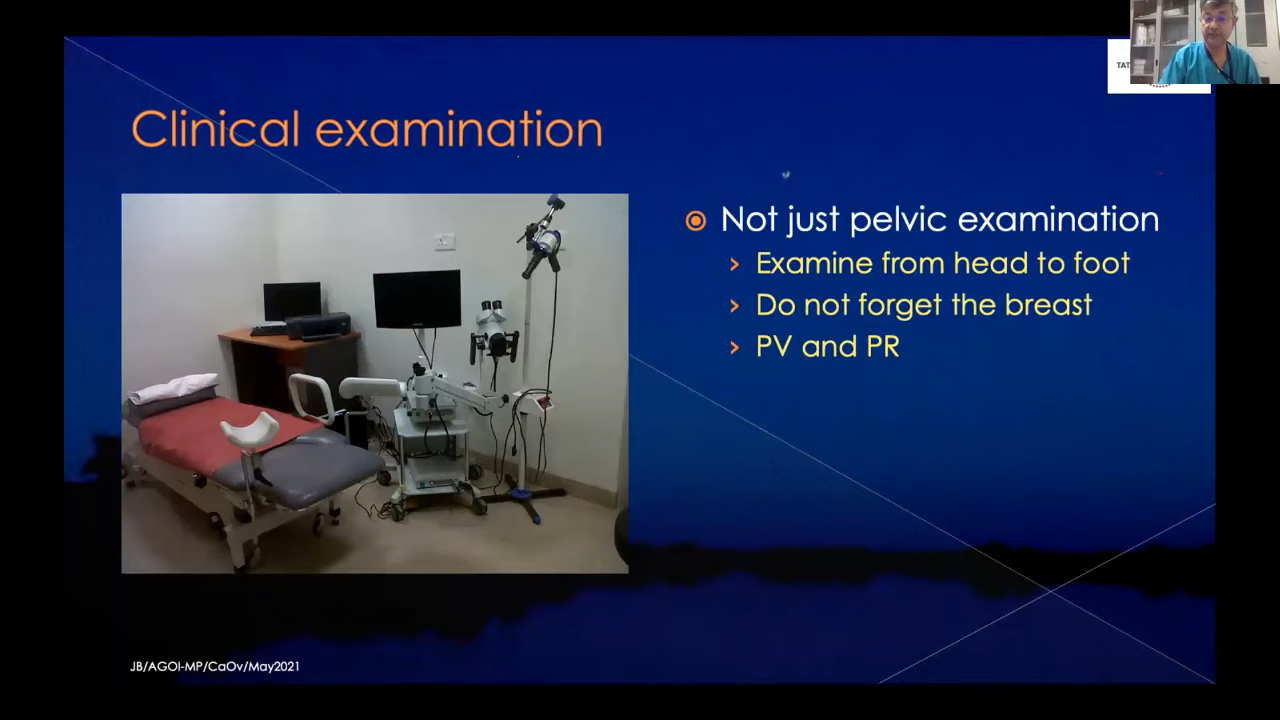 TAT
Clinical examination
Not just pelvic examination
Examine from head to foot
Do not forget the breast
PV and PR
JB/AGOI-MP/CaOv/May2021